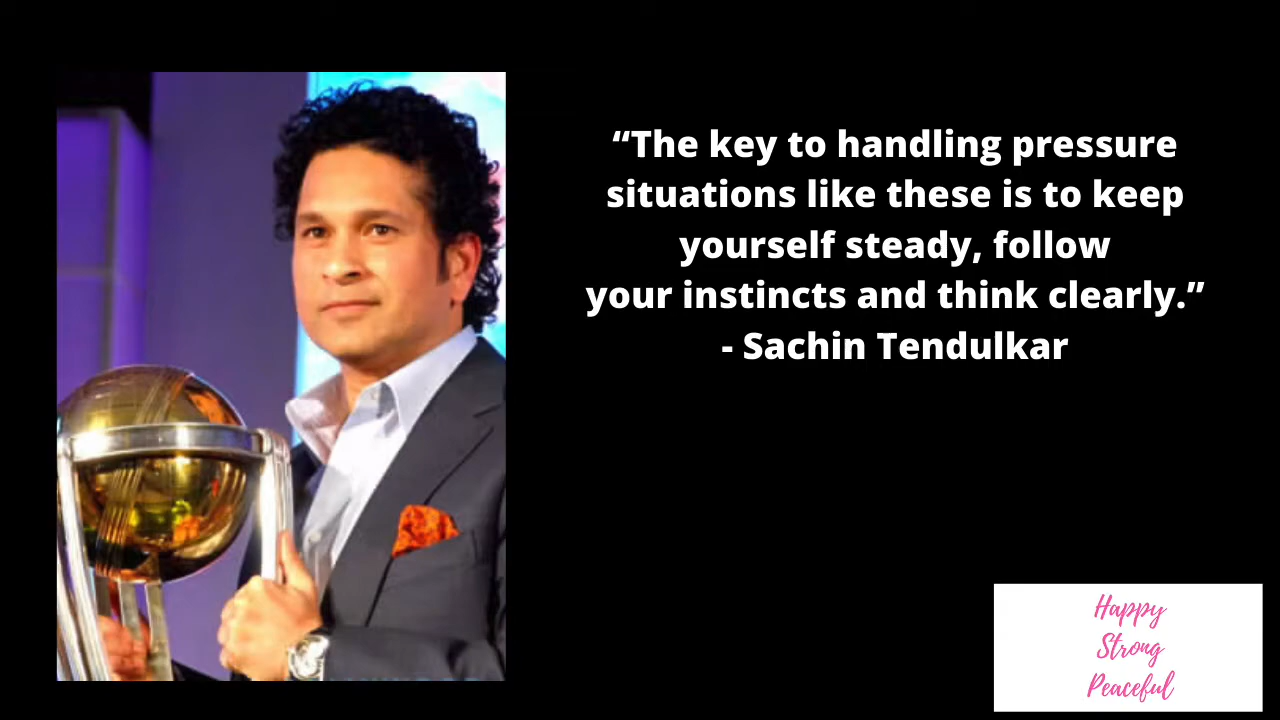 “The key to handling pressure
situations like these is to keep
yourself steady, follow
your instincts and think clearly.”
- Sachin Tendulkar
Happy
Strong
Peaceful